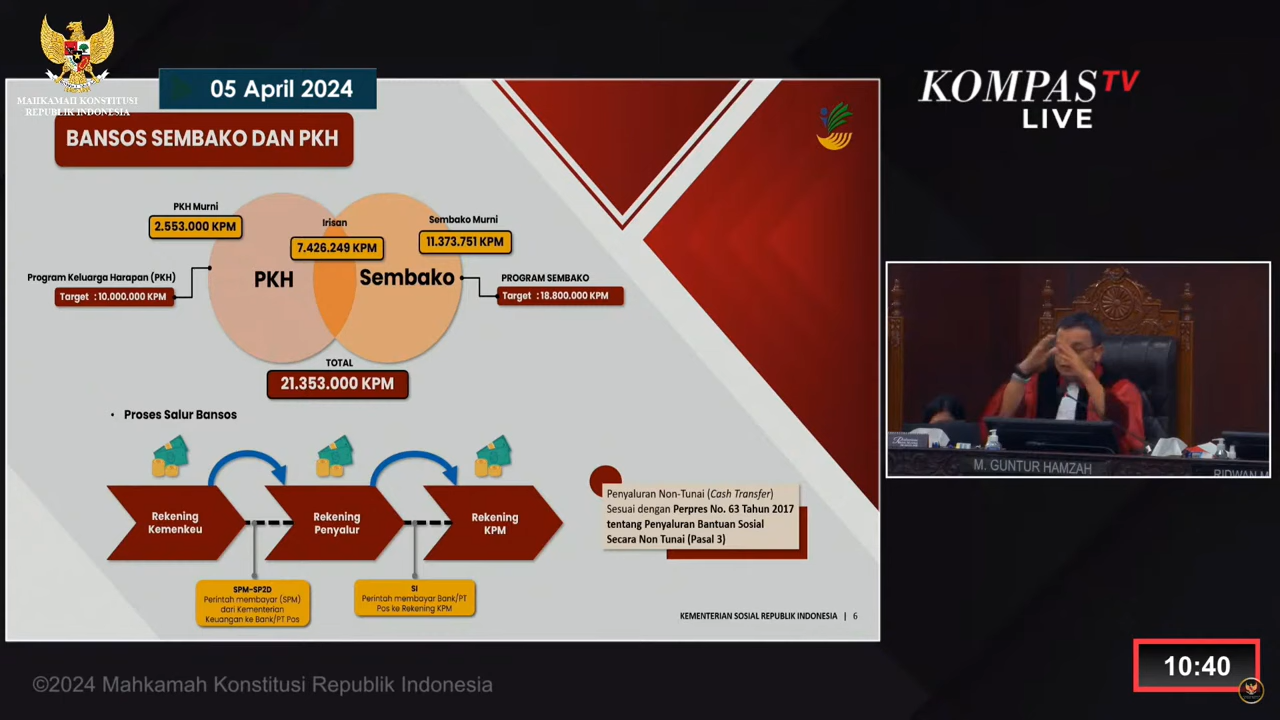 MAHKAMAH KONSTITUSI
REPUBLIK INDONESIA
05 April 2024
BANSOS SEMBAKO DAN PKH
KOMPAS TV
LIVE
PKH Murni
2.553.000 KPM
Irisan
7.426.249 KPM
Sembako Murni
11.373.751 KPM
Program Keluarga Harapan (PKH)
Target : 10.000.000 KPM
PKH
Sembako
PROGRAM SEMBAKO
Target : 18.800.000 KPM
TOTAL
21.353.000 KPM
• Proses Salur Bansos
Rekening
Kemenkeu
Rekening
Penyalur
Rekening
KPM
SPM-SP2D
Perintah membayar (SPM)
dari Kementerian
Keuangan ke Bank/PT Pos
SI
Perintah membayar Bank/PT
Pos ke Rekening KPM
Penyaluran Non-Tunai (Cash Transfer)
Sesuai dengan Perpres No. 63 Tahun 2017
tentang Penyaluran Bantuan Sosial
Secara Non Tunai (Pasal 3)
KEMENTERIAN SOSIAL REPUBLIK INDONESIA | 6
M. GUNTUR HAMZAH
RIDWAN M
10:40
©2024 Mahkamah Konstitusi Republik Indonesia